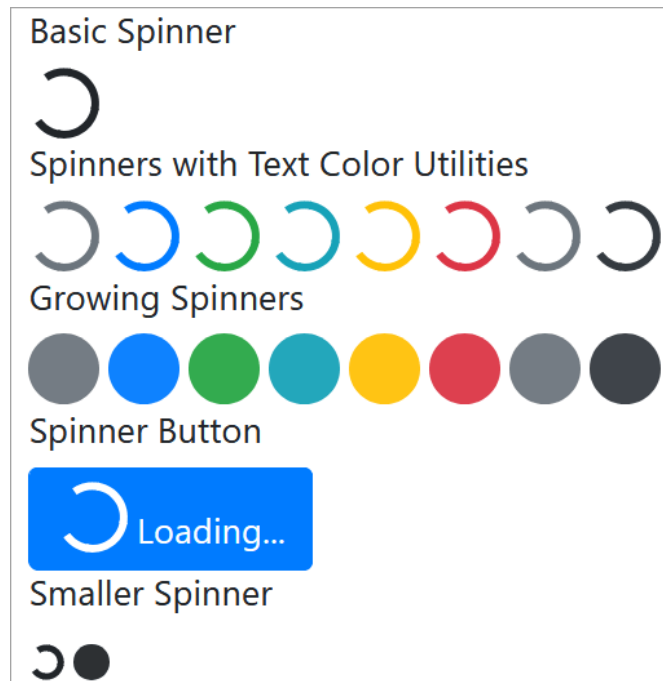 Basic Spinner
Spinners with Text Color Utilities
Growing Spinners
Spinner Button
Loading...
Smaller Spinner